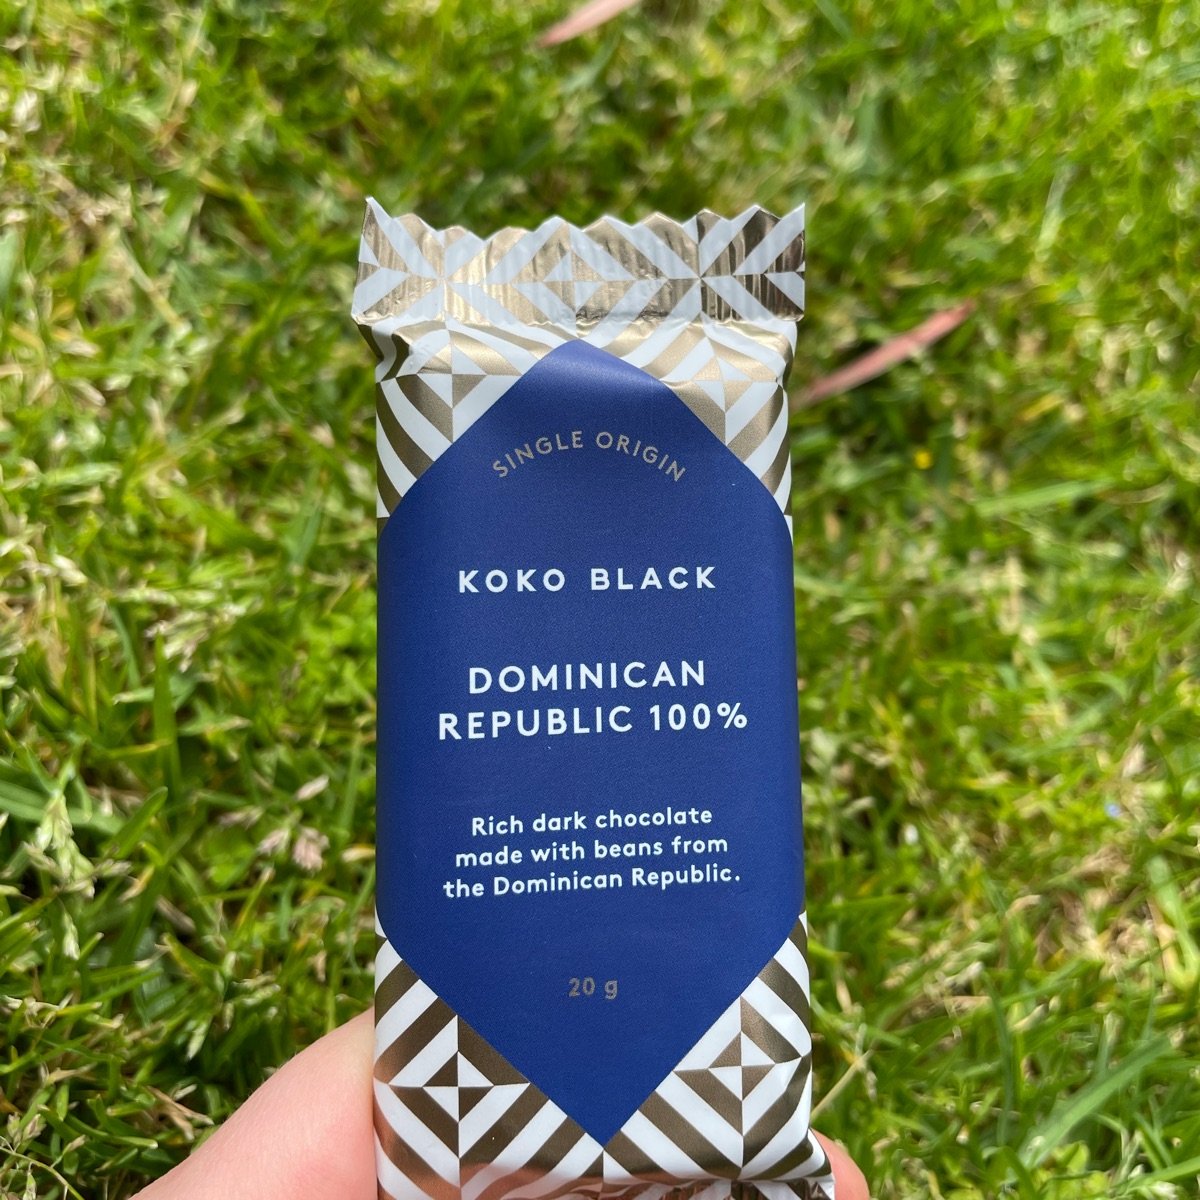 SINGLE ORIGIN
KOKO BLACK
DOMINICAN
REPUBLIC 100%
Rich dark chocolate
made with beans from
the Dominican Republic.
20 g